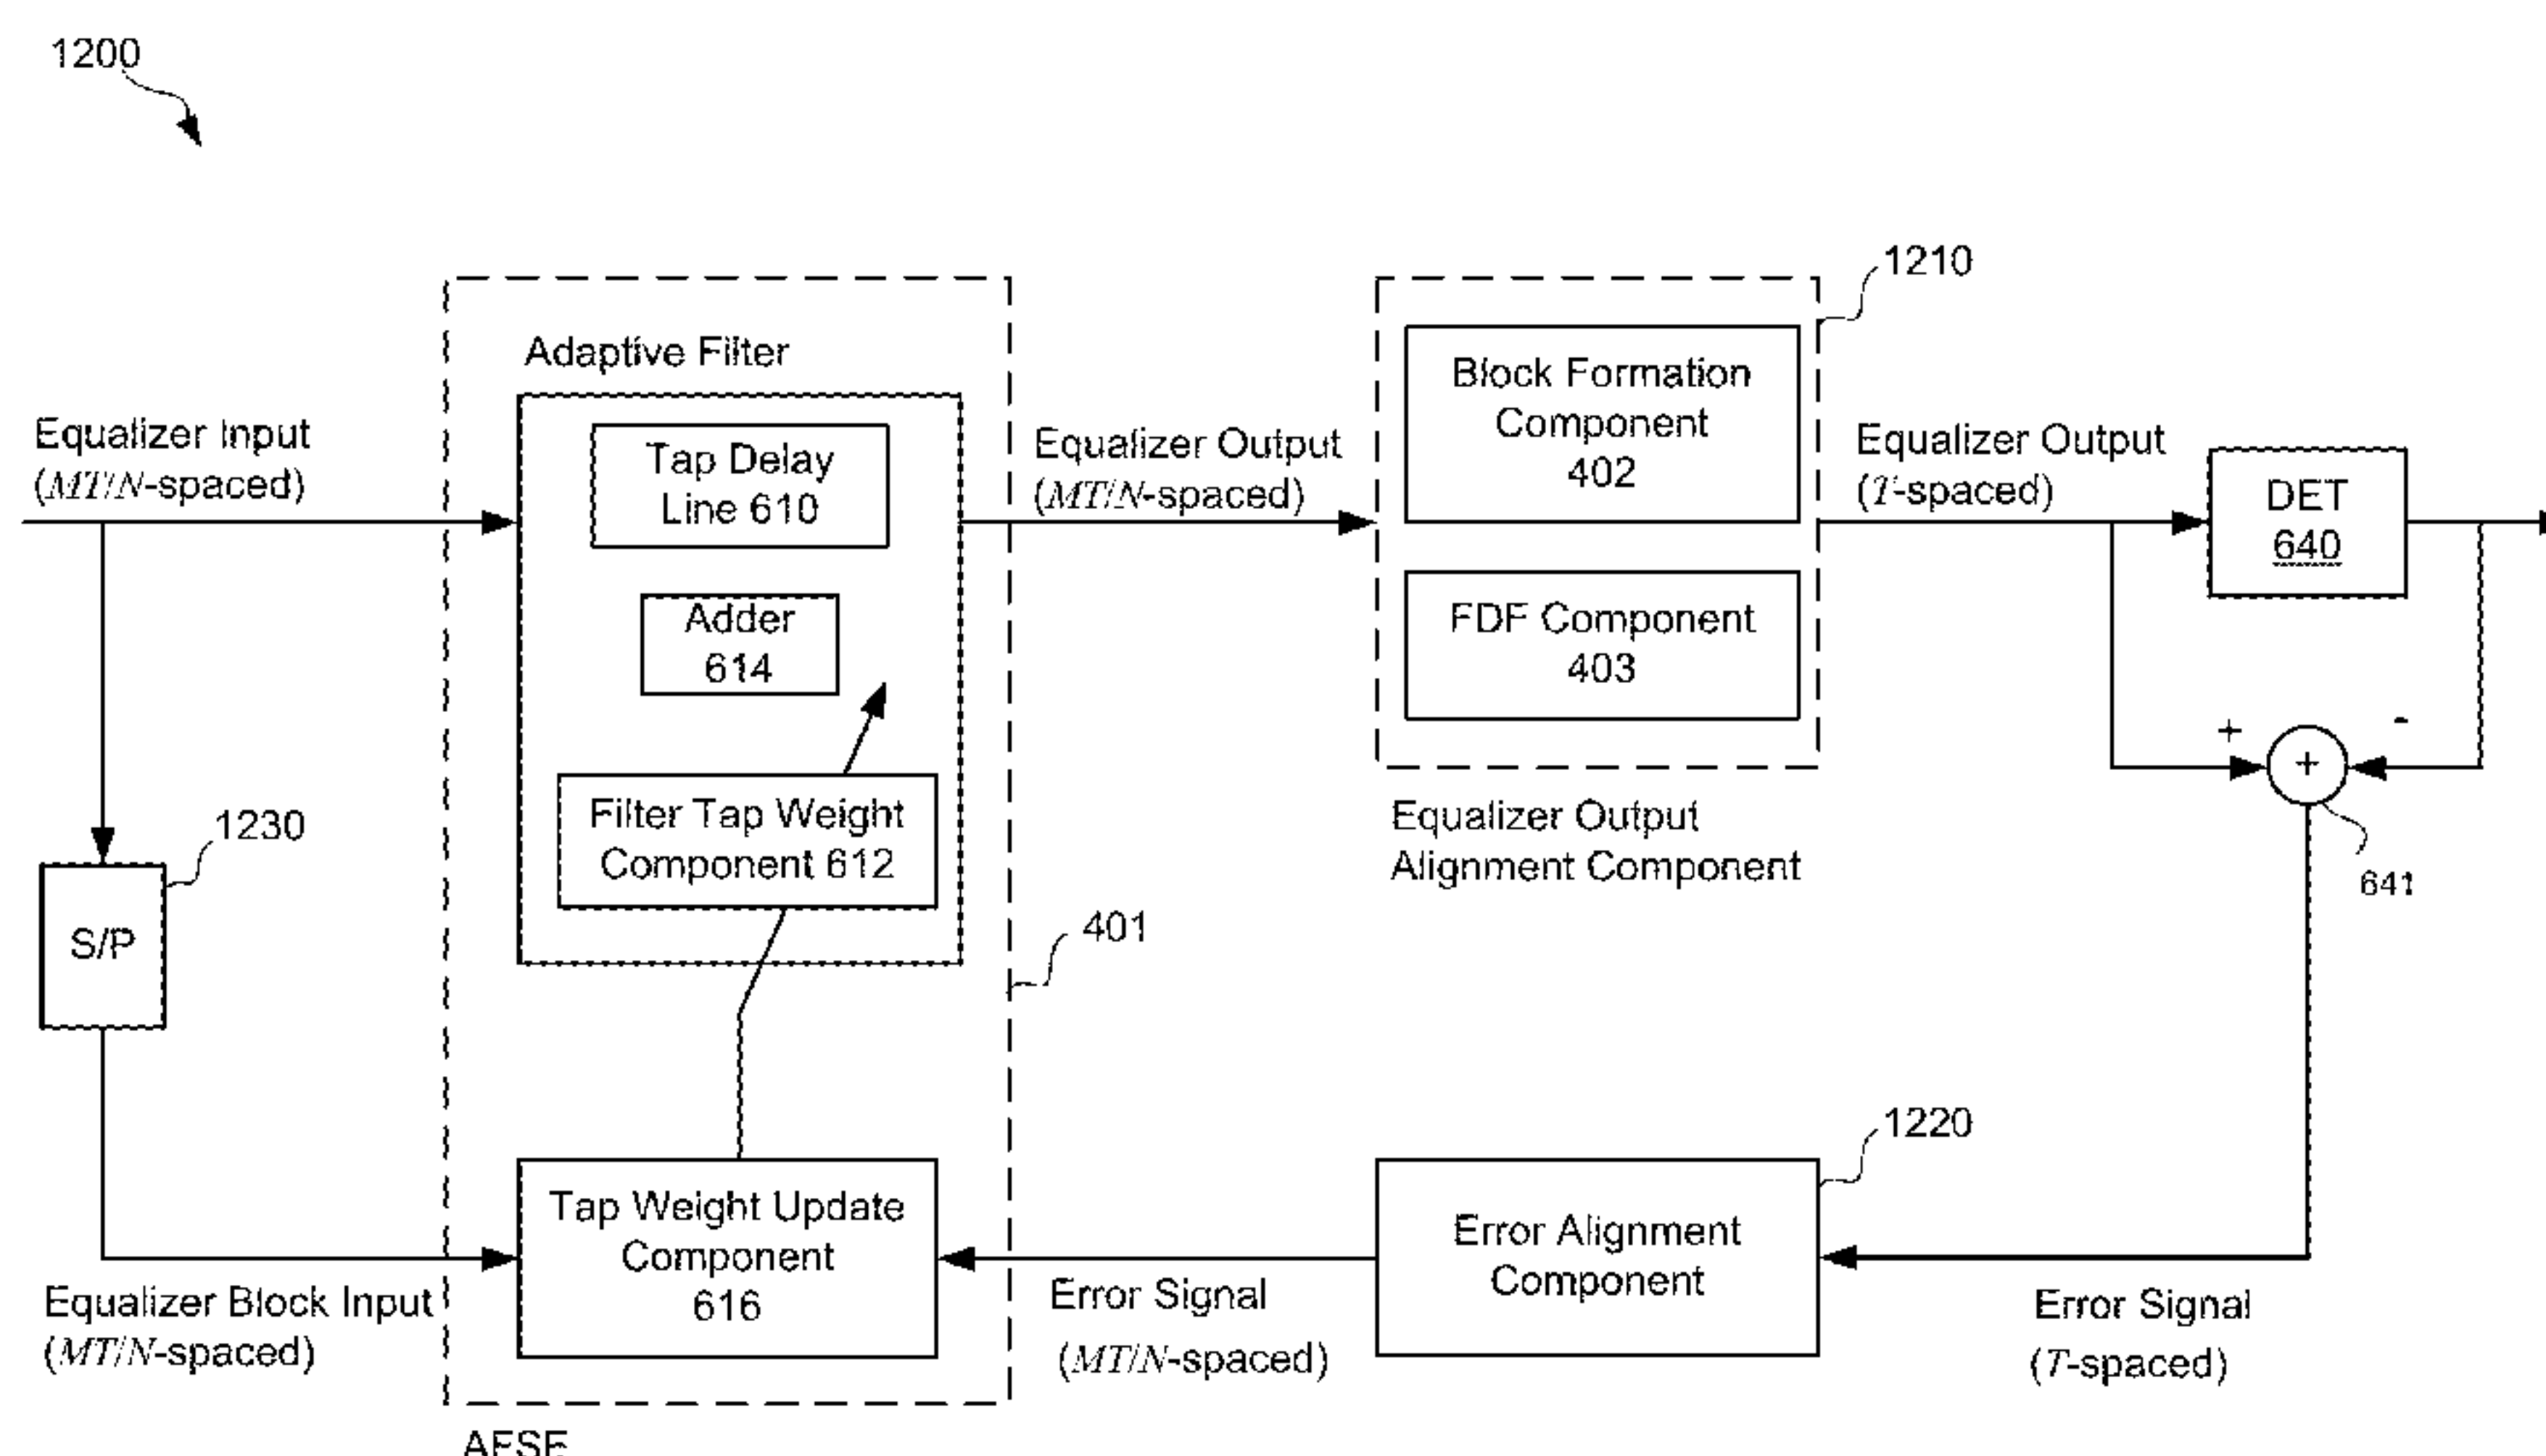 1200
1210
Adaptive Filter
Equalizer Input
(MT/N-spaced)
Tap Delay
Line 610
Adder
614
Filter Tap Weight
Component 612
Equalizer Output
(MT/N-spaced)
Block Formation
Component
402
FDF Component
403
Equalizer Output
Alignment Component
Equalizer Output
(T-spaced)
DET
640
+
-
+
641
1230
S/P
401
1220
Tap Weight Update
Component
616
Error Alignment
Component
Equalizer Block Input
(MT/N-spaced)
Error Signal
(MT/N-spaced)
Error Signal
(T-spaced)